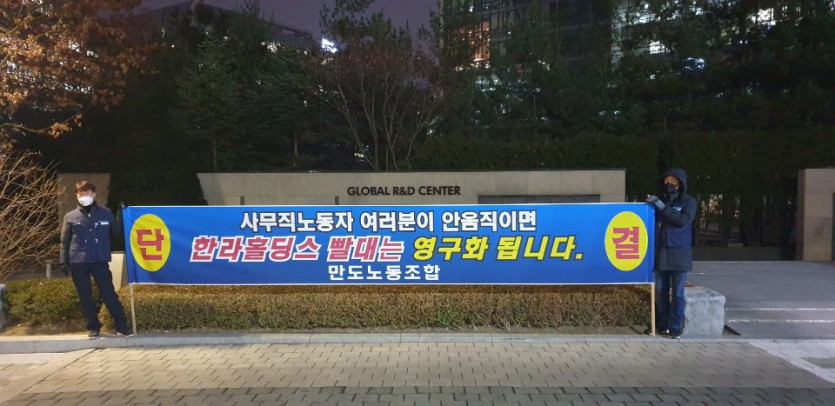 GLOBAL R&D CENTER
사무직노동자 여러분이 안움직이면
단
한라홀딩스 빨대는 영구화 됩니다.
결
만도노동조합